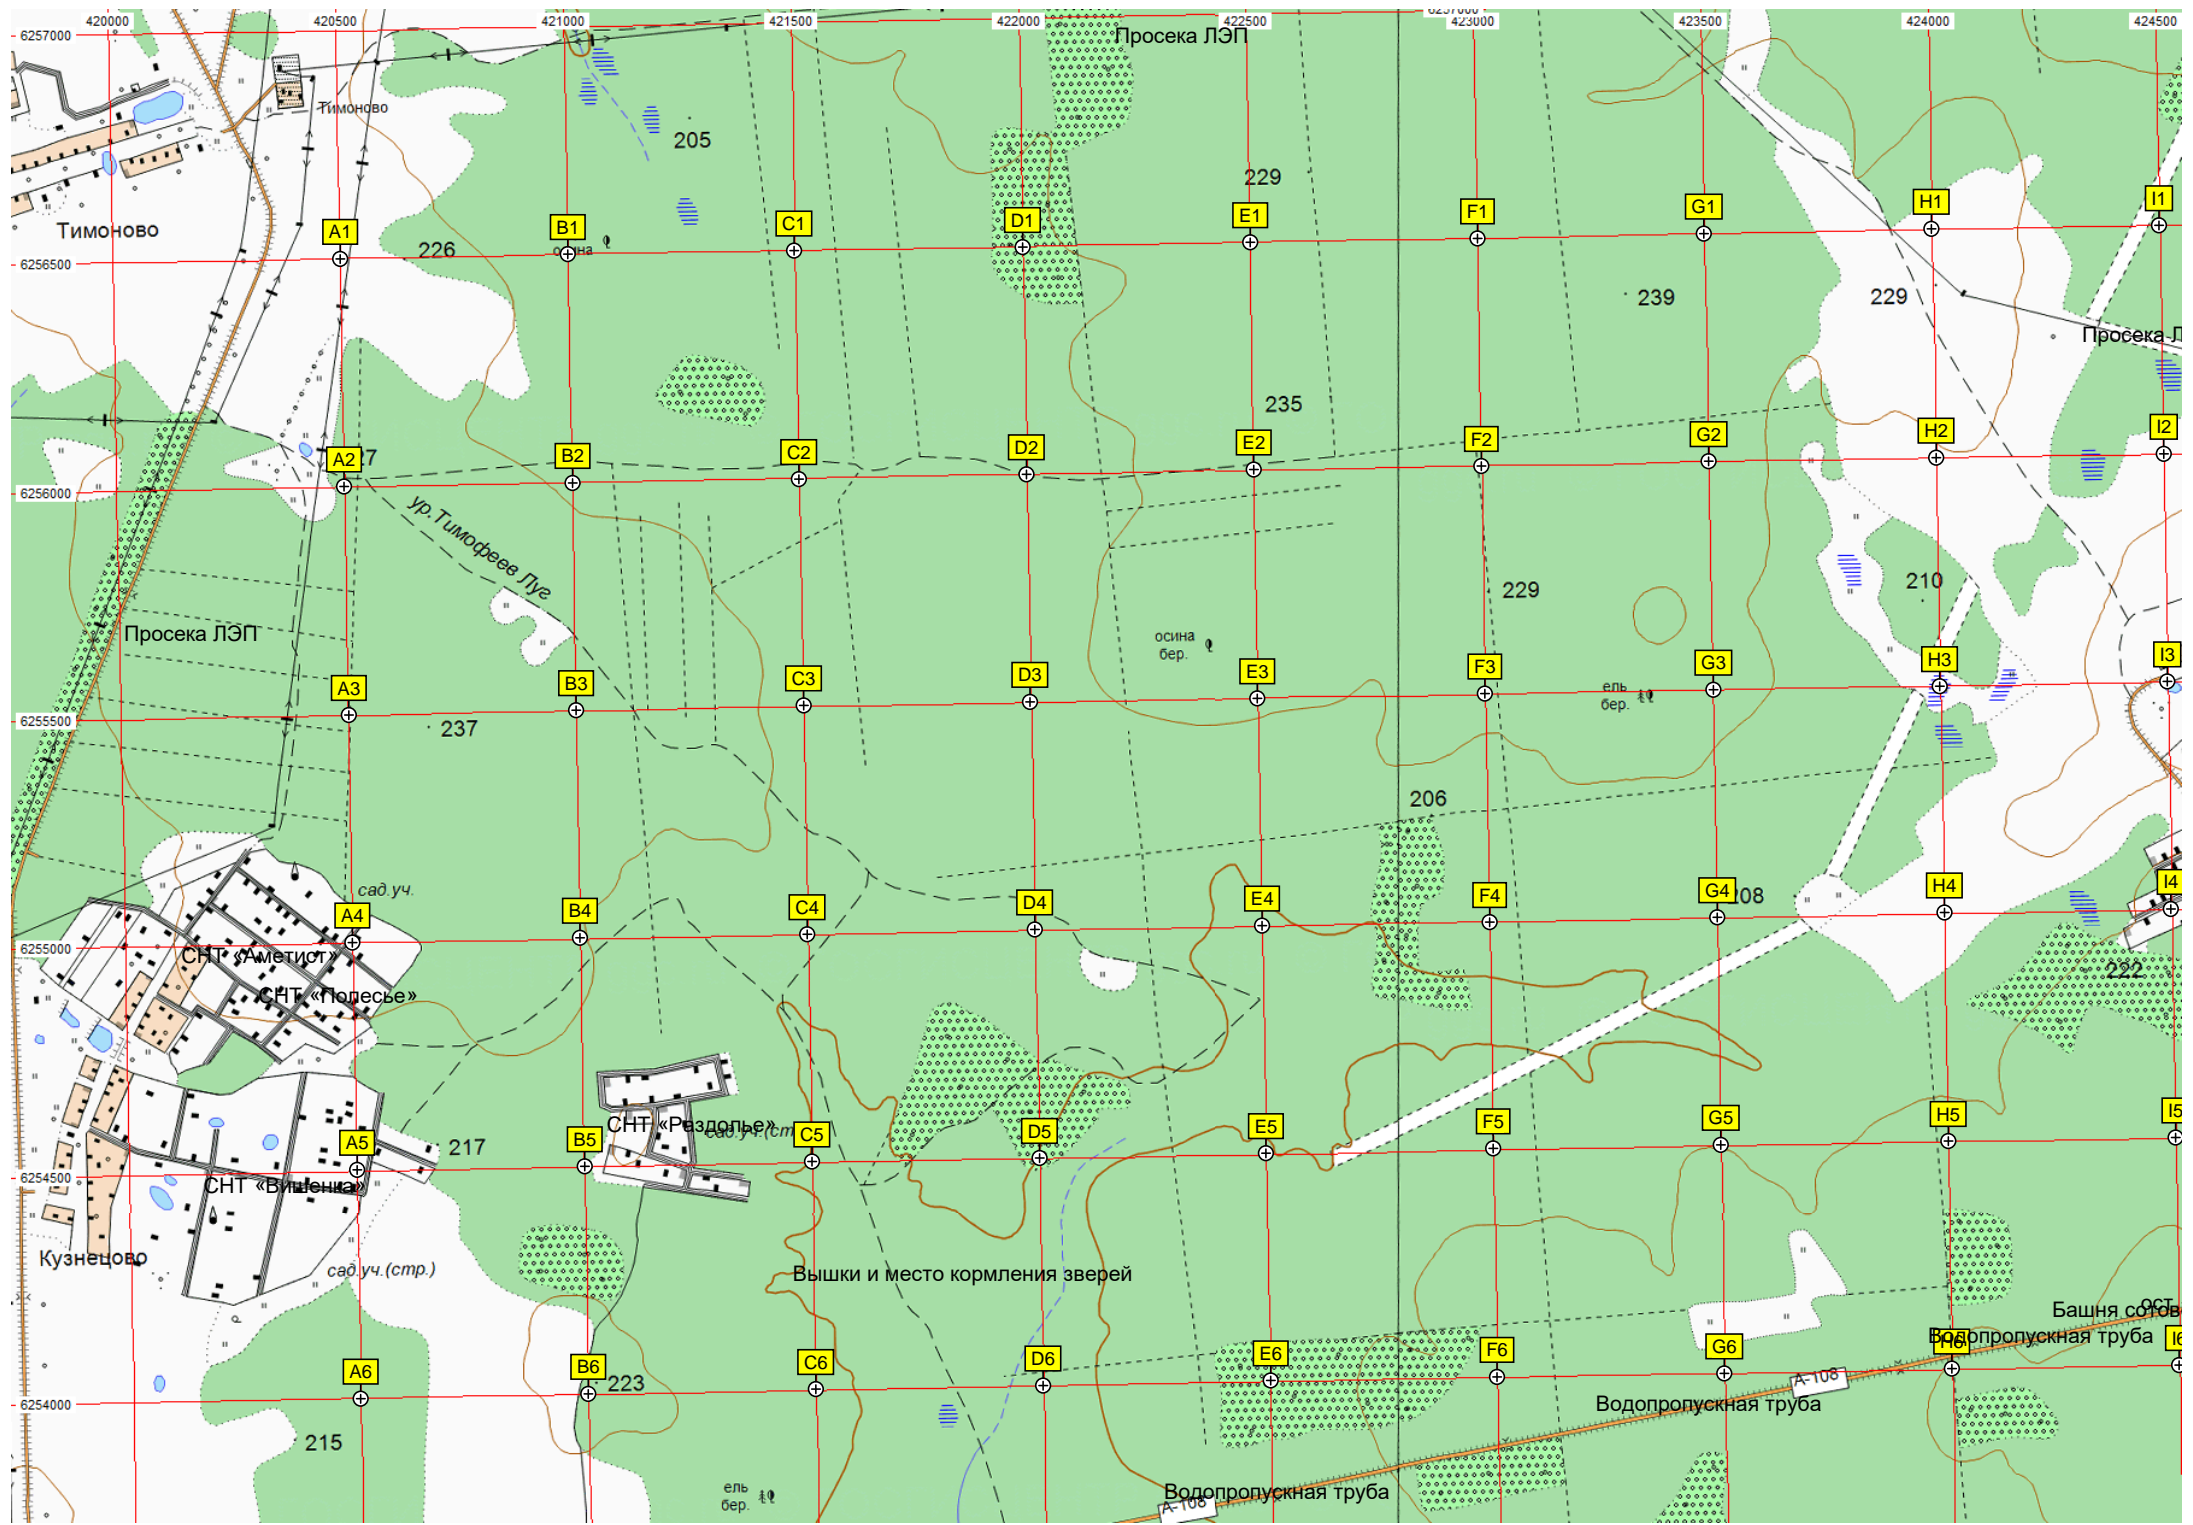 420000 420500 421000 421500 422000 422500 423000 423500 424000 424500
6257000
Просека ЛЭП
Тимоново
205
229
Тимоново
A1 B1 C1 D1 E1 F1 G1 H1 I1
226
6256500
239
229
Просека Л
235
A2 B2 C2 D2 E2 F2 G2 H2 I2
6256000
ур.Тимофеев Луг
210
229
Просека ЛЭП
осина
бер.
A3 B3 C3 D3 E3 F3 G3 H3 I3
ель
бер.
6255500
237
206
сад.уч.
A4 B4 C4 D4 E4 F4 G4 H4 I4
208
6255000
СНТ «Аметист»
222
СНТ «Полесье»
СНТ «Раздолье»
A5 B5 C5 D5 E5 F5 G5 H5 I5
217
6254500
СНТ «Вишенка»
Кузнецово
сад.уч.(стр.)
Вышки и место кормления зверей
Башня сотов
Водопропускная труба
A6 B6 C6 D6 E6 F6 G6 H6 I6
223
А-108
6254000
Водопропускная труба
215
ель
бер.
Водопропускная труба
А-108